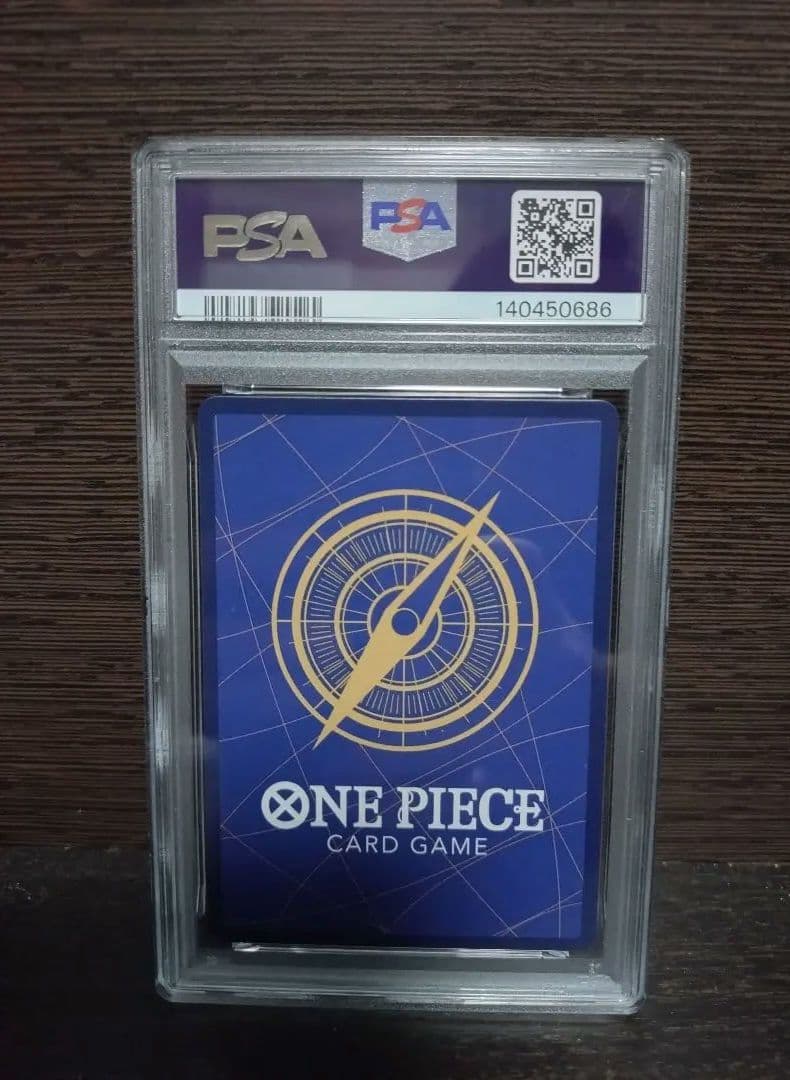 PSA
PSA
140450686
ONE PIECE
CARD GAME